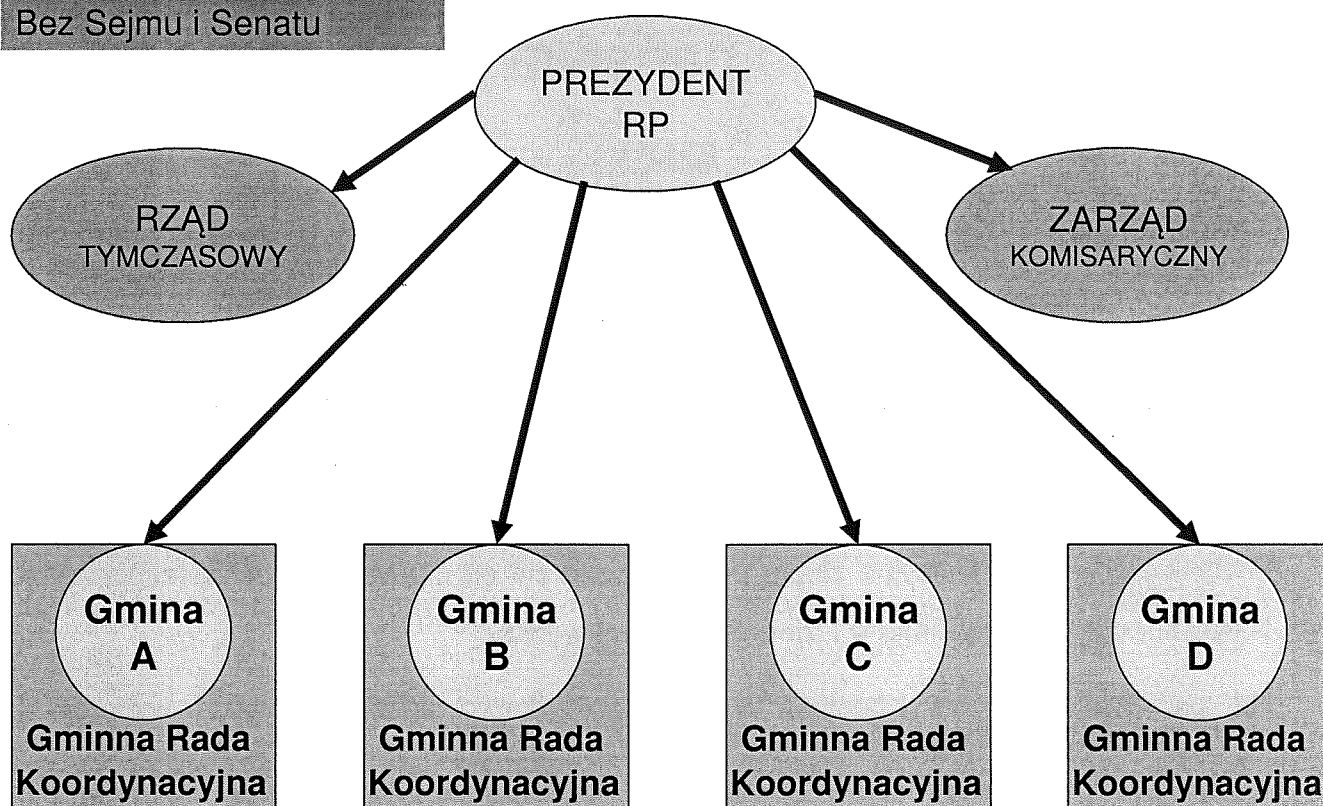 Bez Sejmu i Senatu
PREZYDENT
RP
RZĄD
TYMCZASOWY
ZARZĄD
KOMISARYCZNY
Gmina
A
Gminna Rada
Koordynacyjna
Gmina
B
Gminna Rada
Koordynacyjna
Gmina
C
Gminna Rada
Koordynacyjna
Gmina
D
Gminna Rada
Koordynacyjna